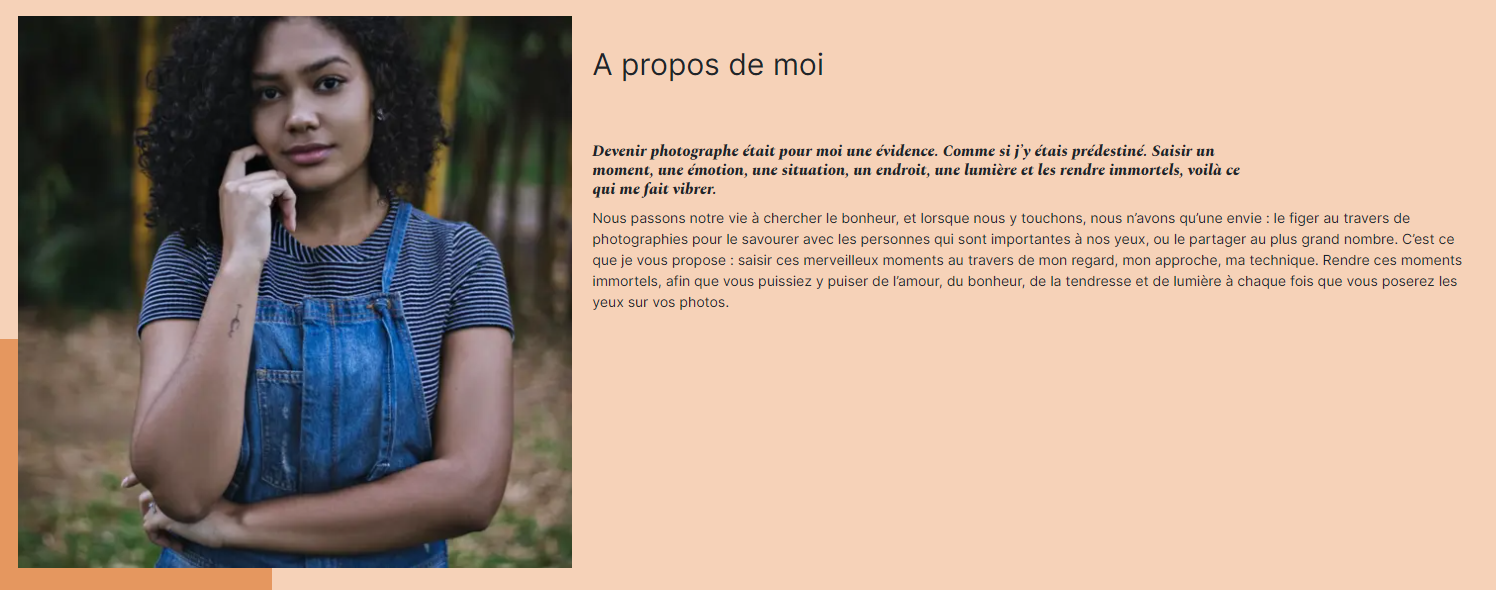 A propos de moi
Devenir photographe était pour moi une évidence. Comme si j'y étais prédestiné. Saisir un
moment, une émotion, une situation, un endroit, une lumière et les rendre immortels, voilà ce
qui me fait vibrer.
Nous passons notre vie à chercher le bonheur, et lorsque nous y touchons, nous n’avons qu’une envie : le figer au travers de
photographies pour le savourer avec les personnes qui sont importantes à nos yeux, ou le partager au plus grand nombre. C’est ce
que je vous propose : saisir ces merveilleux moments au travers de mon regard, mon approche, ma technique. Rendre ces moments
immortels, afin que vous puissiez y puiser de l’amour, du bonheur, de la tendresse et de lumière à chaque fois que vous poserez les
yeux sur vos photos.